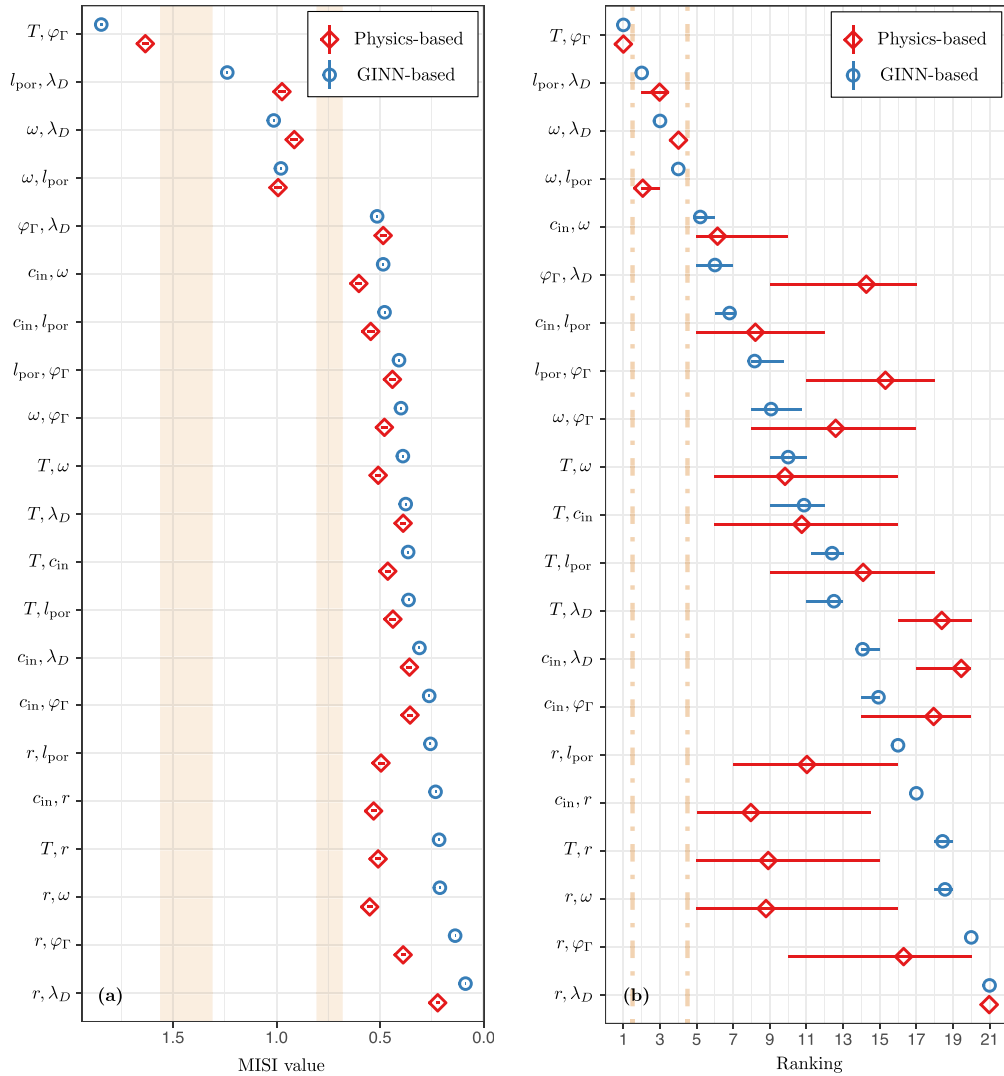 Physics-based
GINN-based
T, φ_Γ
l_por, λ_D
ω, λ_D
ω, l_por
φ_Γ, λ_D
c_in, ω
c_in, l_por
l_por, φ_Γ
ω, φ_Γ
T, ω
T, λ_D
T, c_in
T, l_por
c_in, λ_D
c_in, φ_Γ
r, l_por
c_in, r
T, r
r, ω
r, φ_Γ
r, λ_D
(a)
1.5 1.0 0.5 0.0
MISI value
Physics-based
GINN-based
T, φ_Γ
l_por, λ_D
ω, λ_D
ω, l_por
c_in, ω
φ_Γ, λ_D
c_in, l_por
l_por, φ_Γ
ω, φ_Γ
T, ω
T, c_in
T, l_por
T, λ_D
c_in, λ_D
c_in, φ_Γ
r, l_por
c_in, r
T, r
r, ω
r, φ_Γ
r, λ_D
(b)
1 3 5 7 9 11 13 15 17 19 21
Ranking